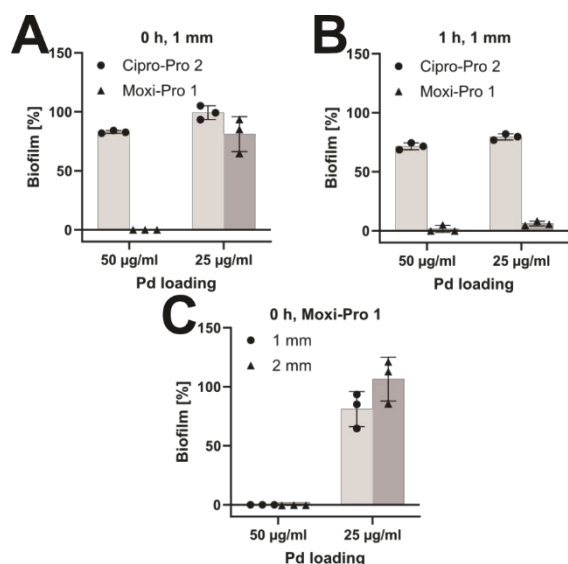 A
0 h, 1 mm
Cipro-Pro 2
Moxi-Pro 1
Biofilm [%]
150
100
50
0
50 µg/ml
25 µg/ml
Pd loading
B
1 h, 1 mm
Cipro-Pro 2
Moxi-Pro 1
Biofilm [%]
150
100
50
0
50 µg/ml
25 µg/ml
Pd loading
C
0 h, Moxi-Pro 1
1 mm
2 mm
Biofilm [%]
150
100
50
0
50 µg/ml
25 µg/ml
Pd loading